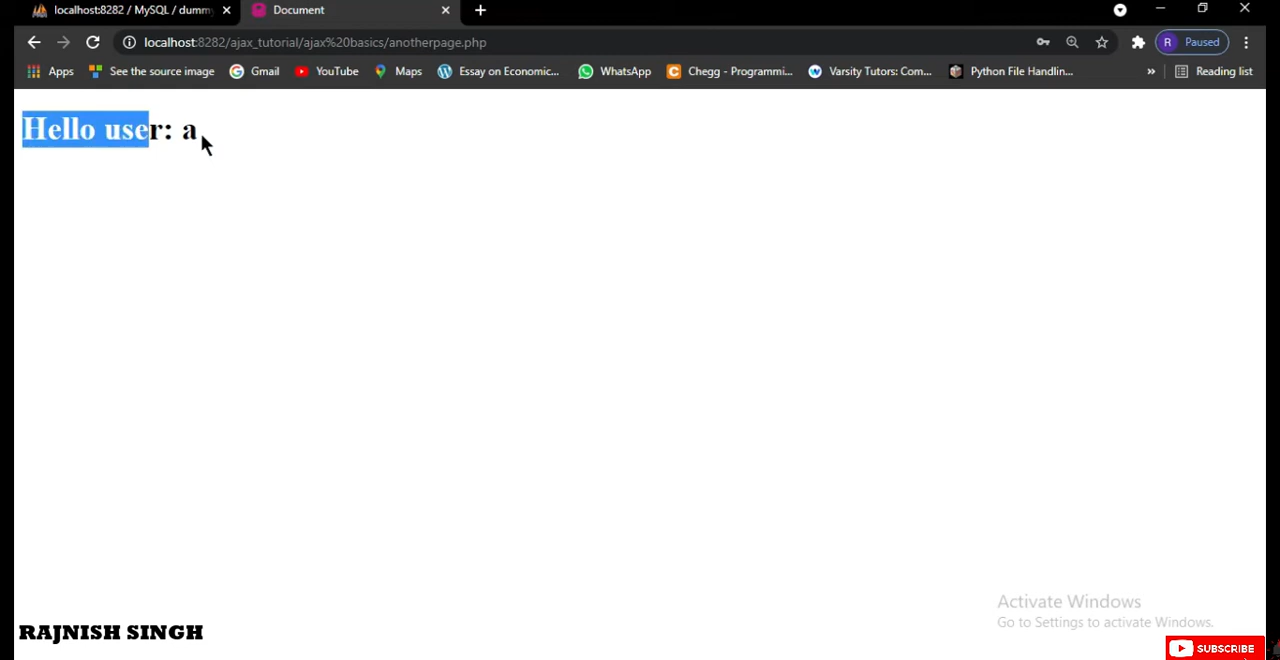 localhost:8282 / MySQL / dummy
Document
localhost:8282/ajax_tutorial/ajax%20basics/anotherpage.php
R Paused
Apps See the source image Gmail YouTube Maps Essay on Economic... WhatsApp Chegg - Programmi... Varsity Tutors: Com... Python File Handlin... » Reading list
Hello user: a
Activate Windows
Go to Settings to activate Windows.
RAJNISH SINGH
SUBSCRIBE